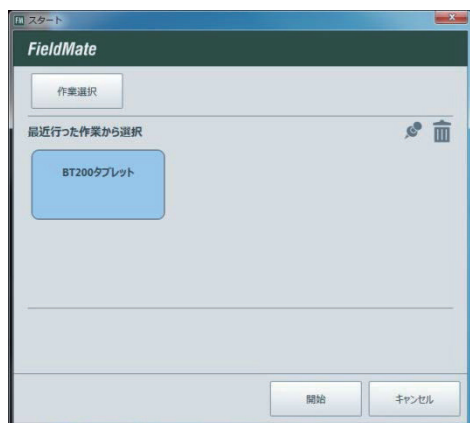 スタート
FieldMate
作業選択
最近行った作業から選択
BT200タブレット
開始
キャンセル